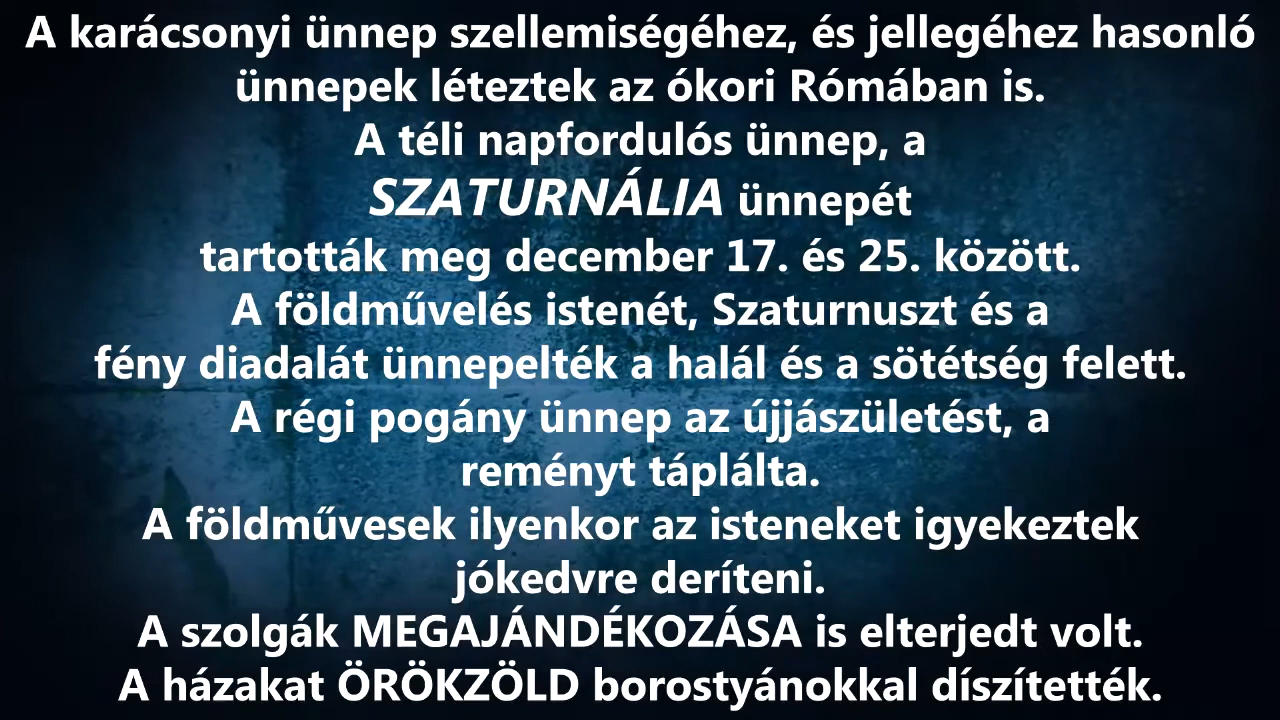 A karácsonyi ünnep szellemiségéhez, és jellegéhez hasonló
ünnepek léteztek az ókori Rómában is.
A téli napfordulós ünnep, a
SZATURNÁLIA ünnepét
tartották meg december 17. és 25. között.
A földművelés istenét, Szaturnuszt és a
fény diadalát ünnepelték a halál és a sötétség felett.
A régi pogány ünnep az újjászületést, a
reményt táplálta.
A földművesek ilyenkor az isteneket igyekeztek
jókedvre deríteni.
A szolgák MEGAJÁNDÉKOZÁSA is elterjedt volt.
A házakat ÖRÖKZÖLD borostyánokkal díszítették.